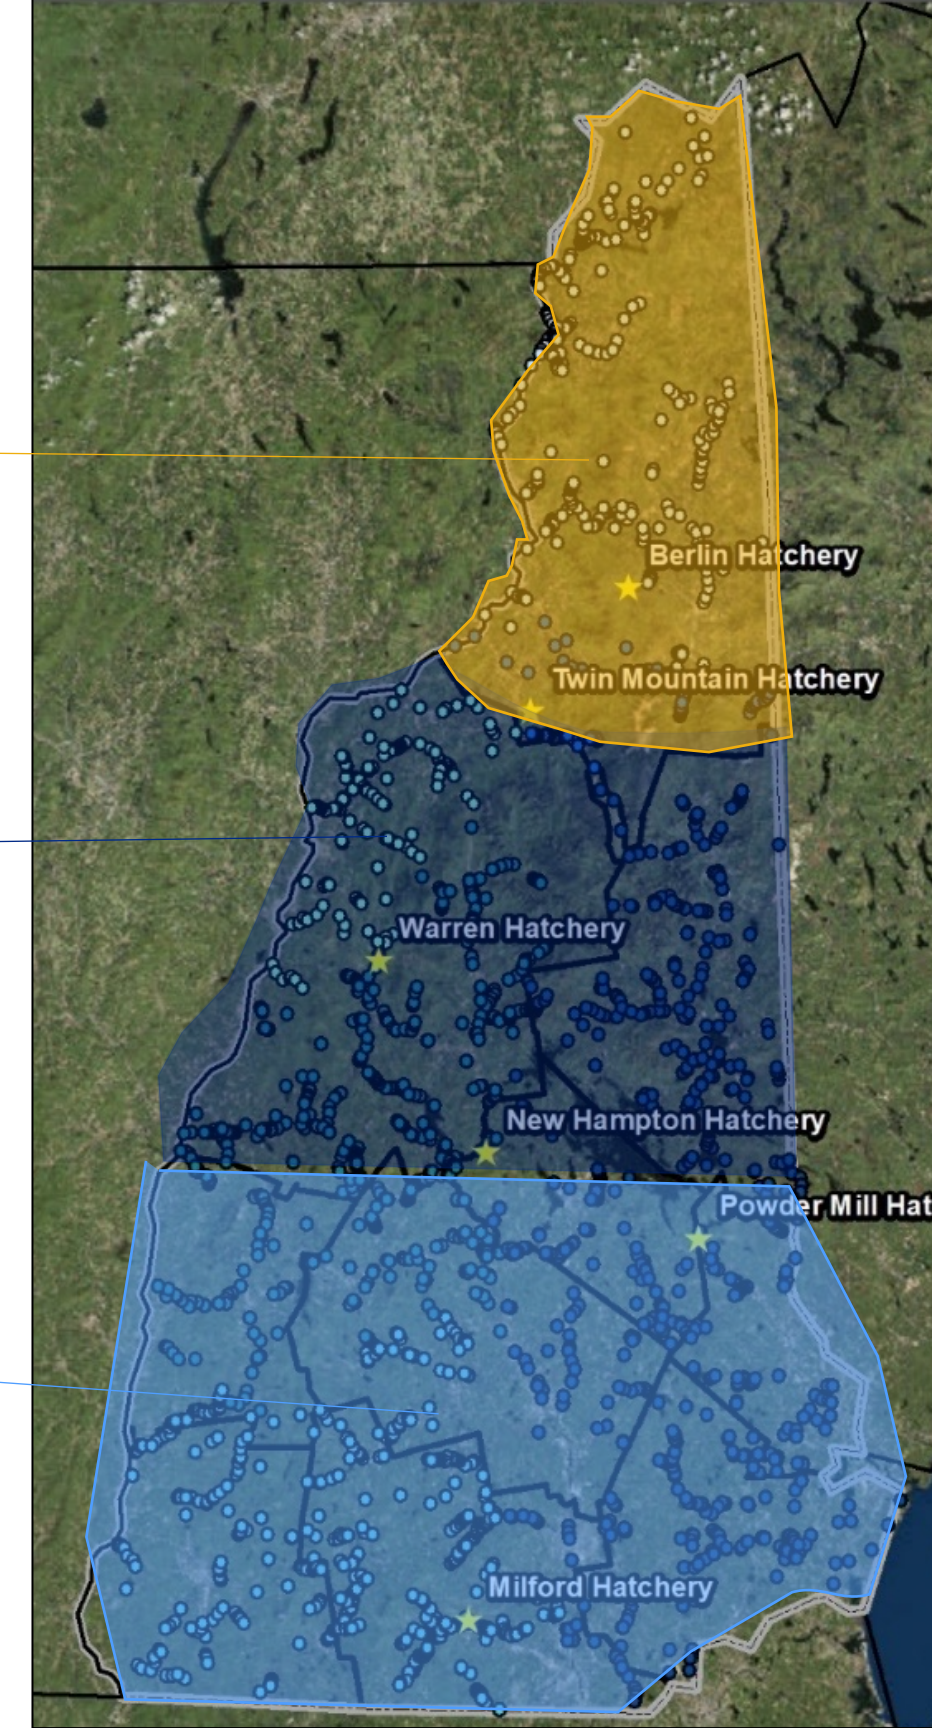 Berlin Hatchery
Twin Mountain Hatchery
Warren Hatchery
New Hampton Hatchery
Powder Mill Hat
Milford Hatchery